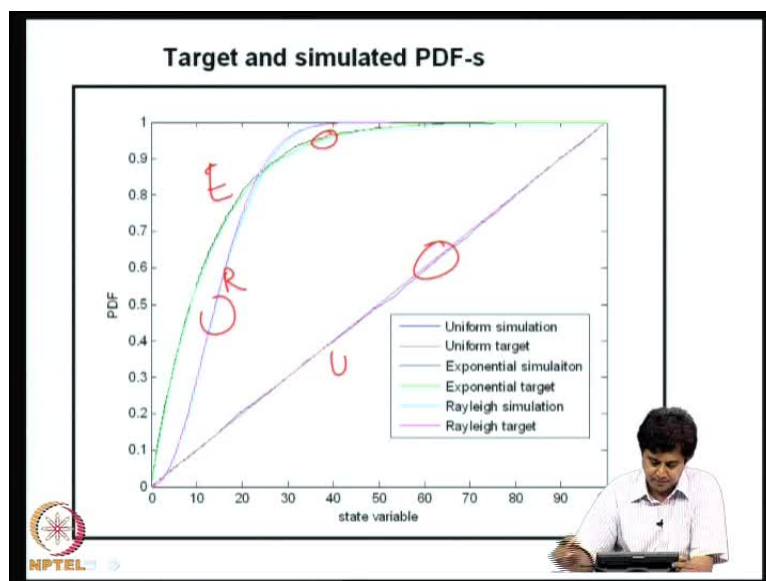 Target and simulated PDF-s
1
0.9
0.8
0.7
0.6
0.5
0.4
0.3
0.2
0.1
0
PDF
E
R
U
Uniform simulation
Uniform target
Exponential simulaiton
Exponential target
Rayleigh simulation
Rayleigh target
0 10 20 30 40 50 60 70 80 90
state variable
NPTEL